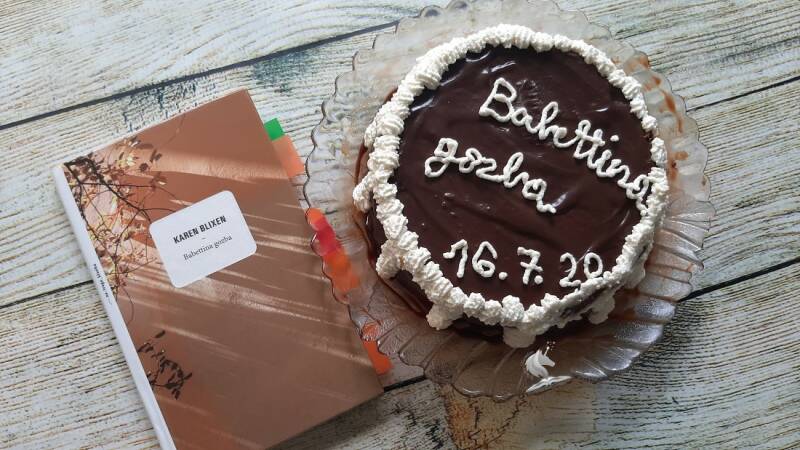 KAREN BLIXEN
Babettina gozba
Babettina
gozba
16.7.20